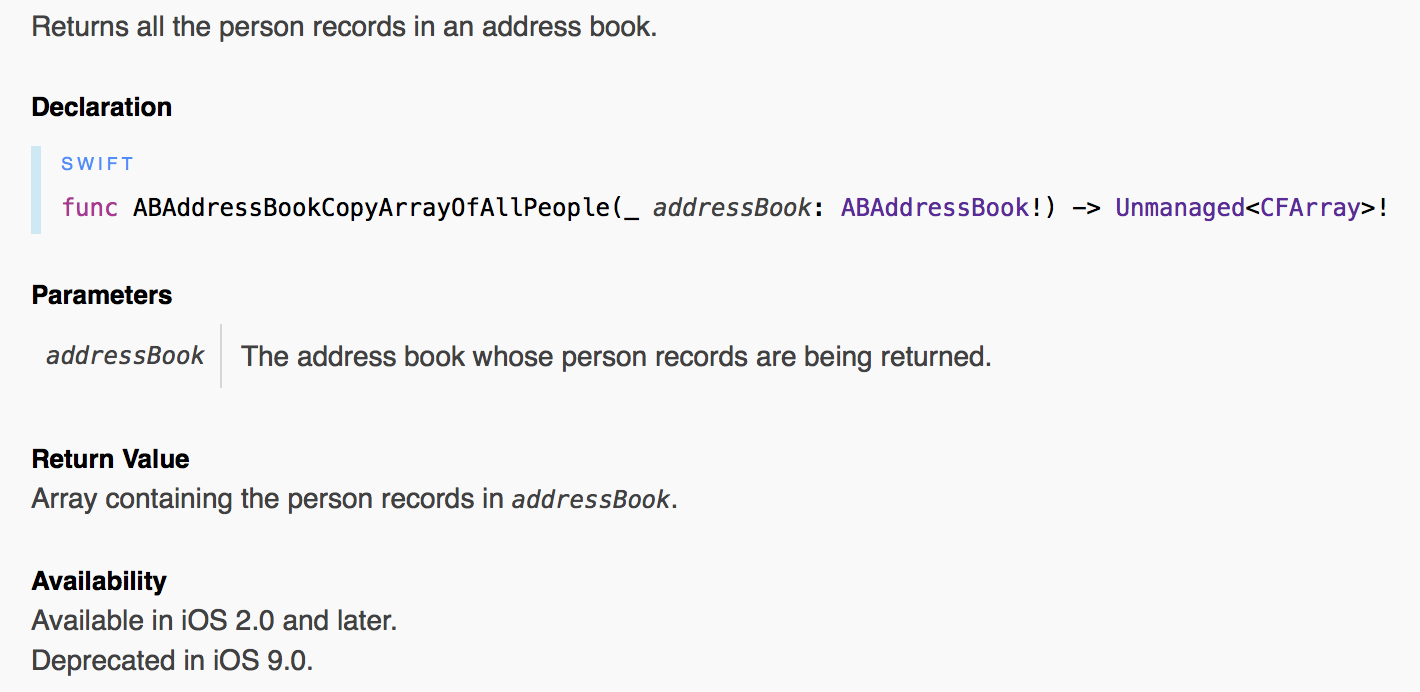 Returns all the person records in an address book.
Declaration
SWIFT
func ABAddressBookCopyArrayOfAllPeople(_ addressBook: ABAddressBook!) -> Unmanaged<CFArray>!
Parameters
addressBook The address book whose person records are being returned.
Return Value
Array containing the person records in addressBook.
Availability
Available in iOS 2.0 and later.
Deprecated in iOS 9.0.